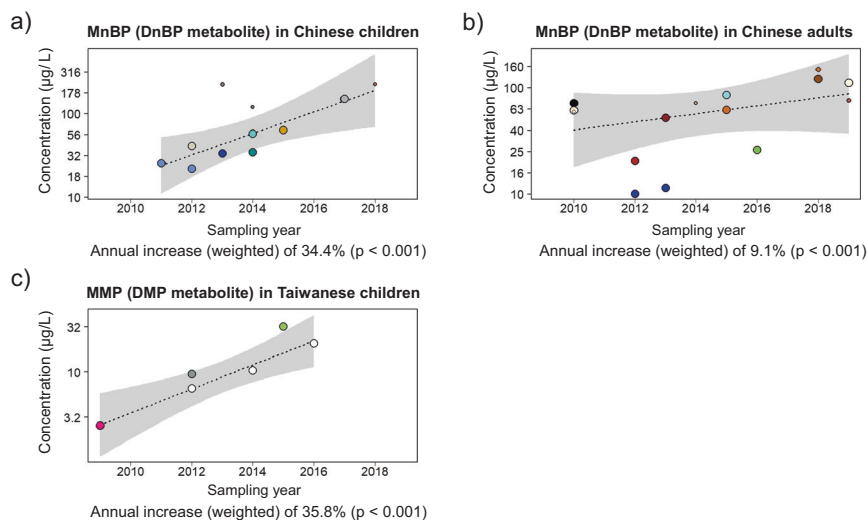 a)
MnBP (DnBP metabolite) in Chinese children
Concentration (µg/L)
316
178
100
56
32
18
10
2010 2012 2014 2016 2018
Sampling year
Annual increase (weighted) of 34.4% (p < 0.001)
b)
MnBP (DnBP metabolite) in Chinese adults
Concentration (µg/L)
160
100
63
40
25
16
10
2010 2012 2014 2016 2018
Sampling year
Annual increase (weighted) of 9.1% (p < 0.001)
c)
MMP (DMP metabolite) in Taiwanese children
Concentration (µg/L)
32
10
3.2
2010 2012 2014 2016 2018
Sampling year
Annual increase (weighted) of 35.8% (p < 0.001)